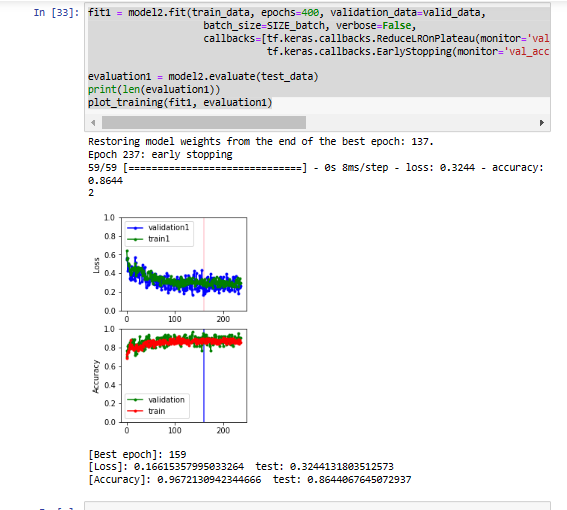 In [33]: fit1 = model2.fit(train_data, epochs=400, validation_data=valid_data,
batch_size=SIZE_batch, verbose=False,
callbacks=[tf.keras.callbacks.ReduceLROnPlateau(monitor='val
tf.keras.callbacks.EarlyStopping(monitor='val_acc
evaluation1 = model2.evaluate(test_data)
print(len(evaluation1))
plot_training(fit1, evaluation1)
Restoring model weights from the end of the best epoch: 137.
Epoch 237: early stopping
59/59 [==============================] - 0s 8ms/step - loss: 0.3244 - accuracy:
0.8644
2
1.0
0.8
0.6
0.4
0.2
0.0
Loss
validation1
train1
0
100
200
1.0
0.8
0.6
0.4
0.2
0.0
Accuracy
validation
train
0
100
200
[Best epoch]: 159
[Loss]: 0.16615357995033264 test: 0.3244131803512573
[Accuracy]: 0.9672130942344666 test: 0.8644067645072937